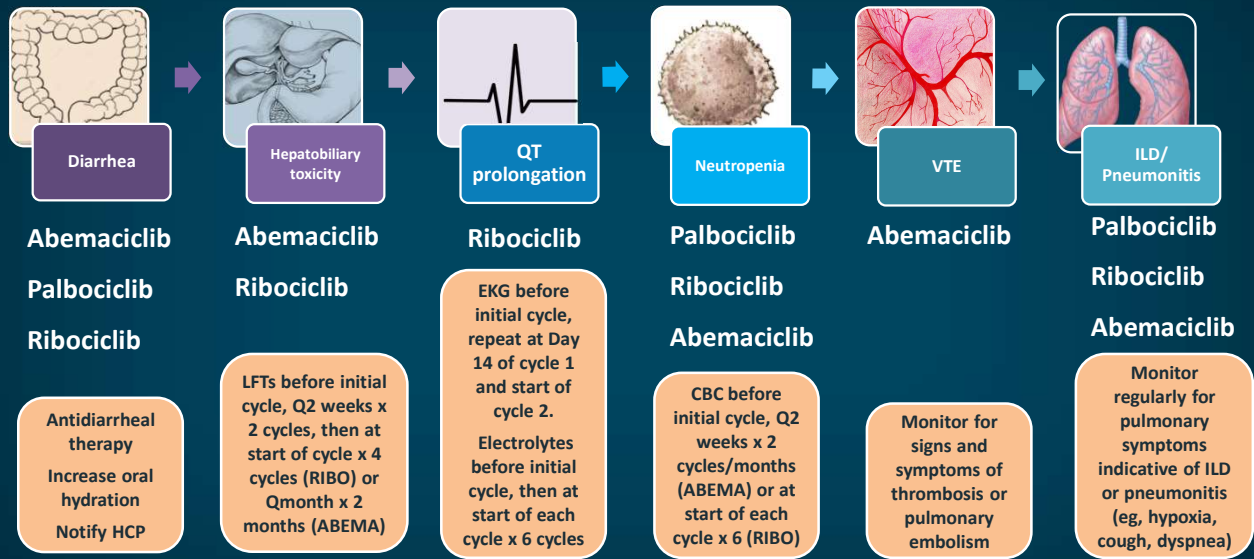 Diarrhea
Abemaciclib
Palbociclib
Ribociclib
Antidiarrheal
therapy
Increase oral
hydration
Notify HCP
Hepatobiliary
toxicity
Abemaciclib
Ribociclib
LFTs before initial
cycle, Q2 weeks x
2 cycles, then at
start of cycle x 4
cycles (RIBO) or
Qmonth x 2
months (ABEMA)
QT
prolongation
Ribociclib
EKG before
initial cycle,
repeat at Day
14 of cycle 1
and start of
cycle 2.
Electrolytes
before initial
cycle, then at
start of each
cycle x 6 cycles
Neutropenia
Palbociclib
Ribociclib
Abemaciclib
CBC before
initial cycle, Q2
weeks x 2
cycles/months
(ABEMA) or at
start of each
cycle x 6 (RIBO)
VTE
Abemaciclib
Monitor for
signs and
symptoms of
thrombosis or
pulmonary
embolism
ILD/
Pneumonitis
Palbociclib
Ribociclib
Abemaciclib
Monitor
regularly for
pulmonary
symptoms
indicative of ILD
or pneumonitis
(eg, hypoxia,
cough, dyspnea)